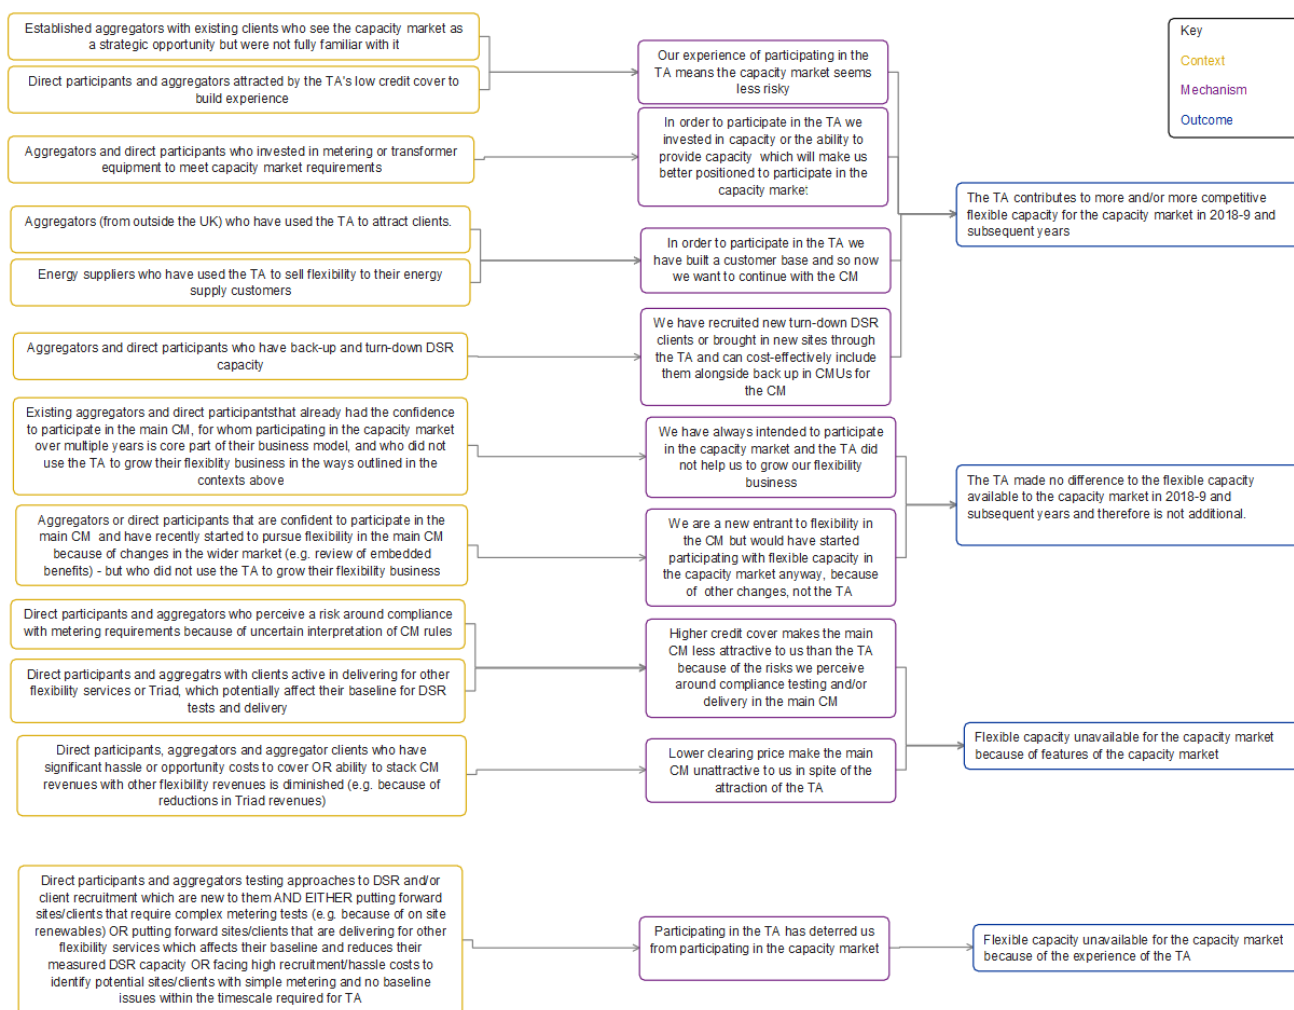 Established aggregators with existing clients who see the capacity market as
a strategic opportunity but were not fully familiar with it
Direct participants and aggregators attracted by the TA's low credit cover to
build experience
Aggregators and direct participants who invested in metering or transformer
equipment to meet capacity market requirements
Aggregators (from outside the UK) who have used the TA to attract clients.
Energy suppliers who have used the TA to sell flexibility to their energy
supply customers
Aggregators and direct participants who have back-up and turn-down DSR
capacity
Existing aggregators and direct participantsthat already had the confidence
to participate in the main CM, for whom participating in the capacity market
over multiple years is core part of their business model, and who did not
use the TA to grow their flexiblity business in the ways outlined in the
contexts above
Aggregators or direct participants that are confident to participate in the
main CM and have recently started to pursue flexibility in the main CM
because of changes in the wider market (e.g. review of embedded
benefits) - but who did not use the TA to grow their flexibility business
Direct participants and aggregators who perceive a risk around compliance
with metering requirements because of uncertain interpretation of CM rules
Direct participants and aggregatrs with clients active in delivering for other
flexibility services or Triad, which potentially affect their baseline for DSR
tests and delivery
Direct participants, aggregators and aggregator clients who have
significant hassle or opportunity costs to cover OR ability to stack CM
revenues with other flexibility revenues is diminished (e.g. because of
reductions in Triad revenues)
Direct participants and aggregators testing approaches to DSR and/or
client recruitment which are new to them AND EITHER putting forward
sites/clients that require complex metering tests (e.g. because of on site
renewables) OR putting forward sites/clients that are delivering for other
flexibility services which affects their baseline and reduces their
measured DSR capacity OR facing high recruitment/hassle costs to
identify potential sites/clients with simple metering and no baseline
issues within the timescale required for TA
Our experience of participating in the
TA means the capacity market seems
less risky
In order to participate in the TA we
invested in capacity or the ability to
provide capacity which will make us
better positioned to participate in the
capacity market
In order to participate in the TA we
have built a customer base and so now
we want to continue with the CM
We have recruited new turn-down DSR
clients or brought in new sites through
the TA and can cost-effectively include
them alongside back up in CMUs for
the CM
We have always intended to participate
in the capacity market and the TA did
not help us to grow our flexibility
business
We are a new entrant to flexibility in
the CM but would have started
participating with flexible capacity in
the capacity market anyway, because
of other changes, not the TA
Higher credit cover makes the main
CM less attractive to us than the TA
because of the risks we perceive
around compliance testing and/or
delivery in the main CM
Lower clearing price make the main
CM unattractive to us in spite of the
attraction of the TA
Participating in the TA has deterred us
from participating in the capacity market
The TA contributes to more and/or more competitive
flexible capacity for the capacity market in 2018-9 and
subsequent years
The TA made no difference to the flexible capacity
available to the capacity market in 2018-9 and
subsequent years and therefore is not additional.
Flexible capacity unavailable for the capacity market
because of features of the capacity market
Flexible capacity unavailable for the capacity market
because of the experience of the TA
Key
Context
Mechanism
Outcome